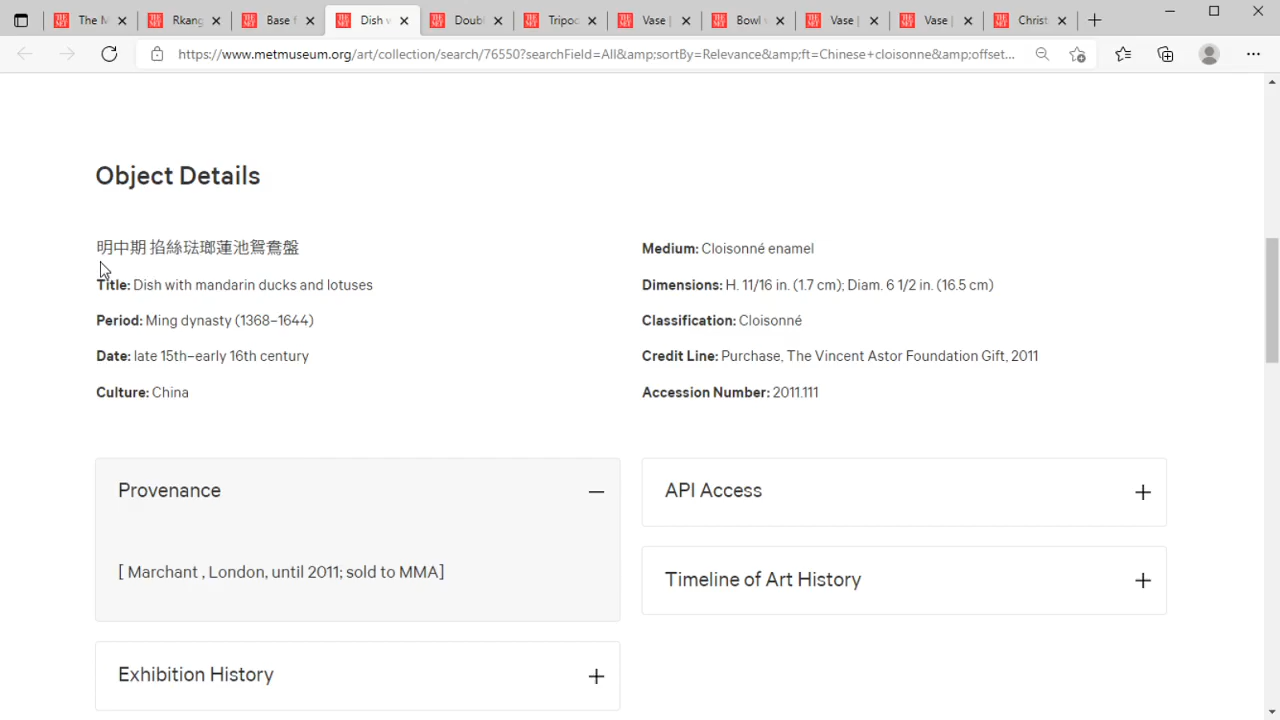 The M
Rkang
Base f
Dish v
Doubl
Tripoc
Vase |
Bowl v
Vase |
Vase |
Christ
https://www.metmuseum.org/art/collection/search/76550?searchField=All&amp;sortBy=Relevance&amp;ft=Chinese+cloisonne&amp;offset...
Object Details
明中期 掐絲琺瑯蓮池鴛鴦盤
Title: Dish with mandarin ducks and lotuses
Period: Ming dynasty (1368–1644)
Date: late 15th–early 16th century
Culture: China
Medium: Cloisonné enamel
Dimensions: H. 11/16 in. (1.7 cm); Diam. 6 1/2 in. (16.5 cm)
Classification: Cloisonné
Credit Line: Purchase, The Vincent Astor Foundation Gift, 2011
Accession Number: 2011.111
Provenance
[ Marchant , London, until 2011; sold to MMA]
Exhibition History
API Access
Timeline of Art History